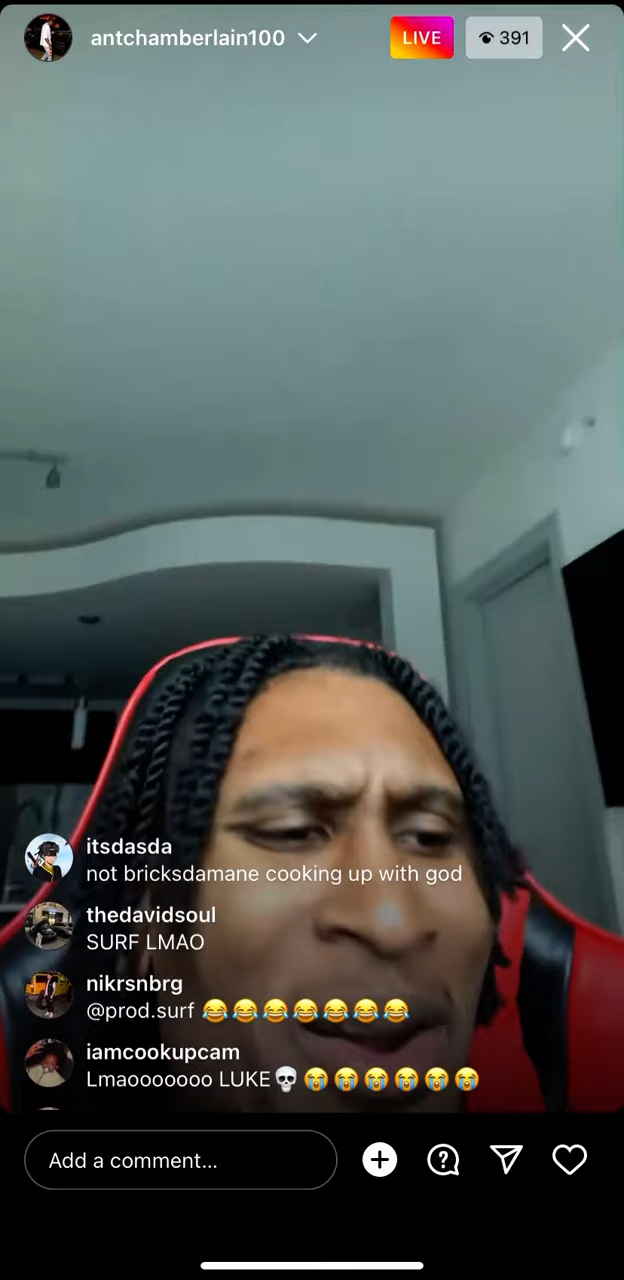 antchamberlain100
LIVE
391
itsdasda
not bricksdamane cooking up with god
thedavidsoul
SURF LMAO
nikrsnbrg
@prod.surf 😂😂😂😂😂😂😂
iamcookupcam
Lmaooooooo LUKE💀😭😭😭😭😭😭
Add a comment...